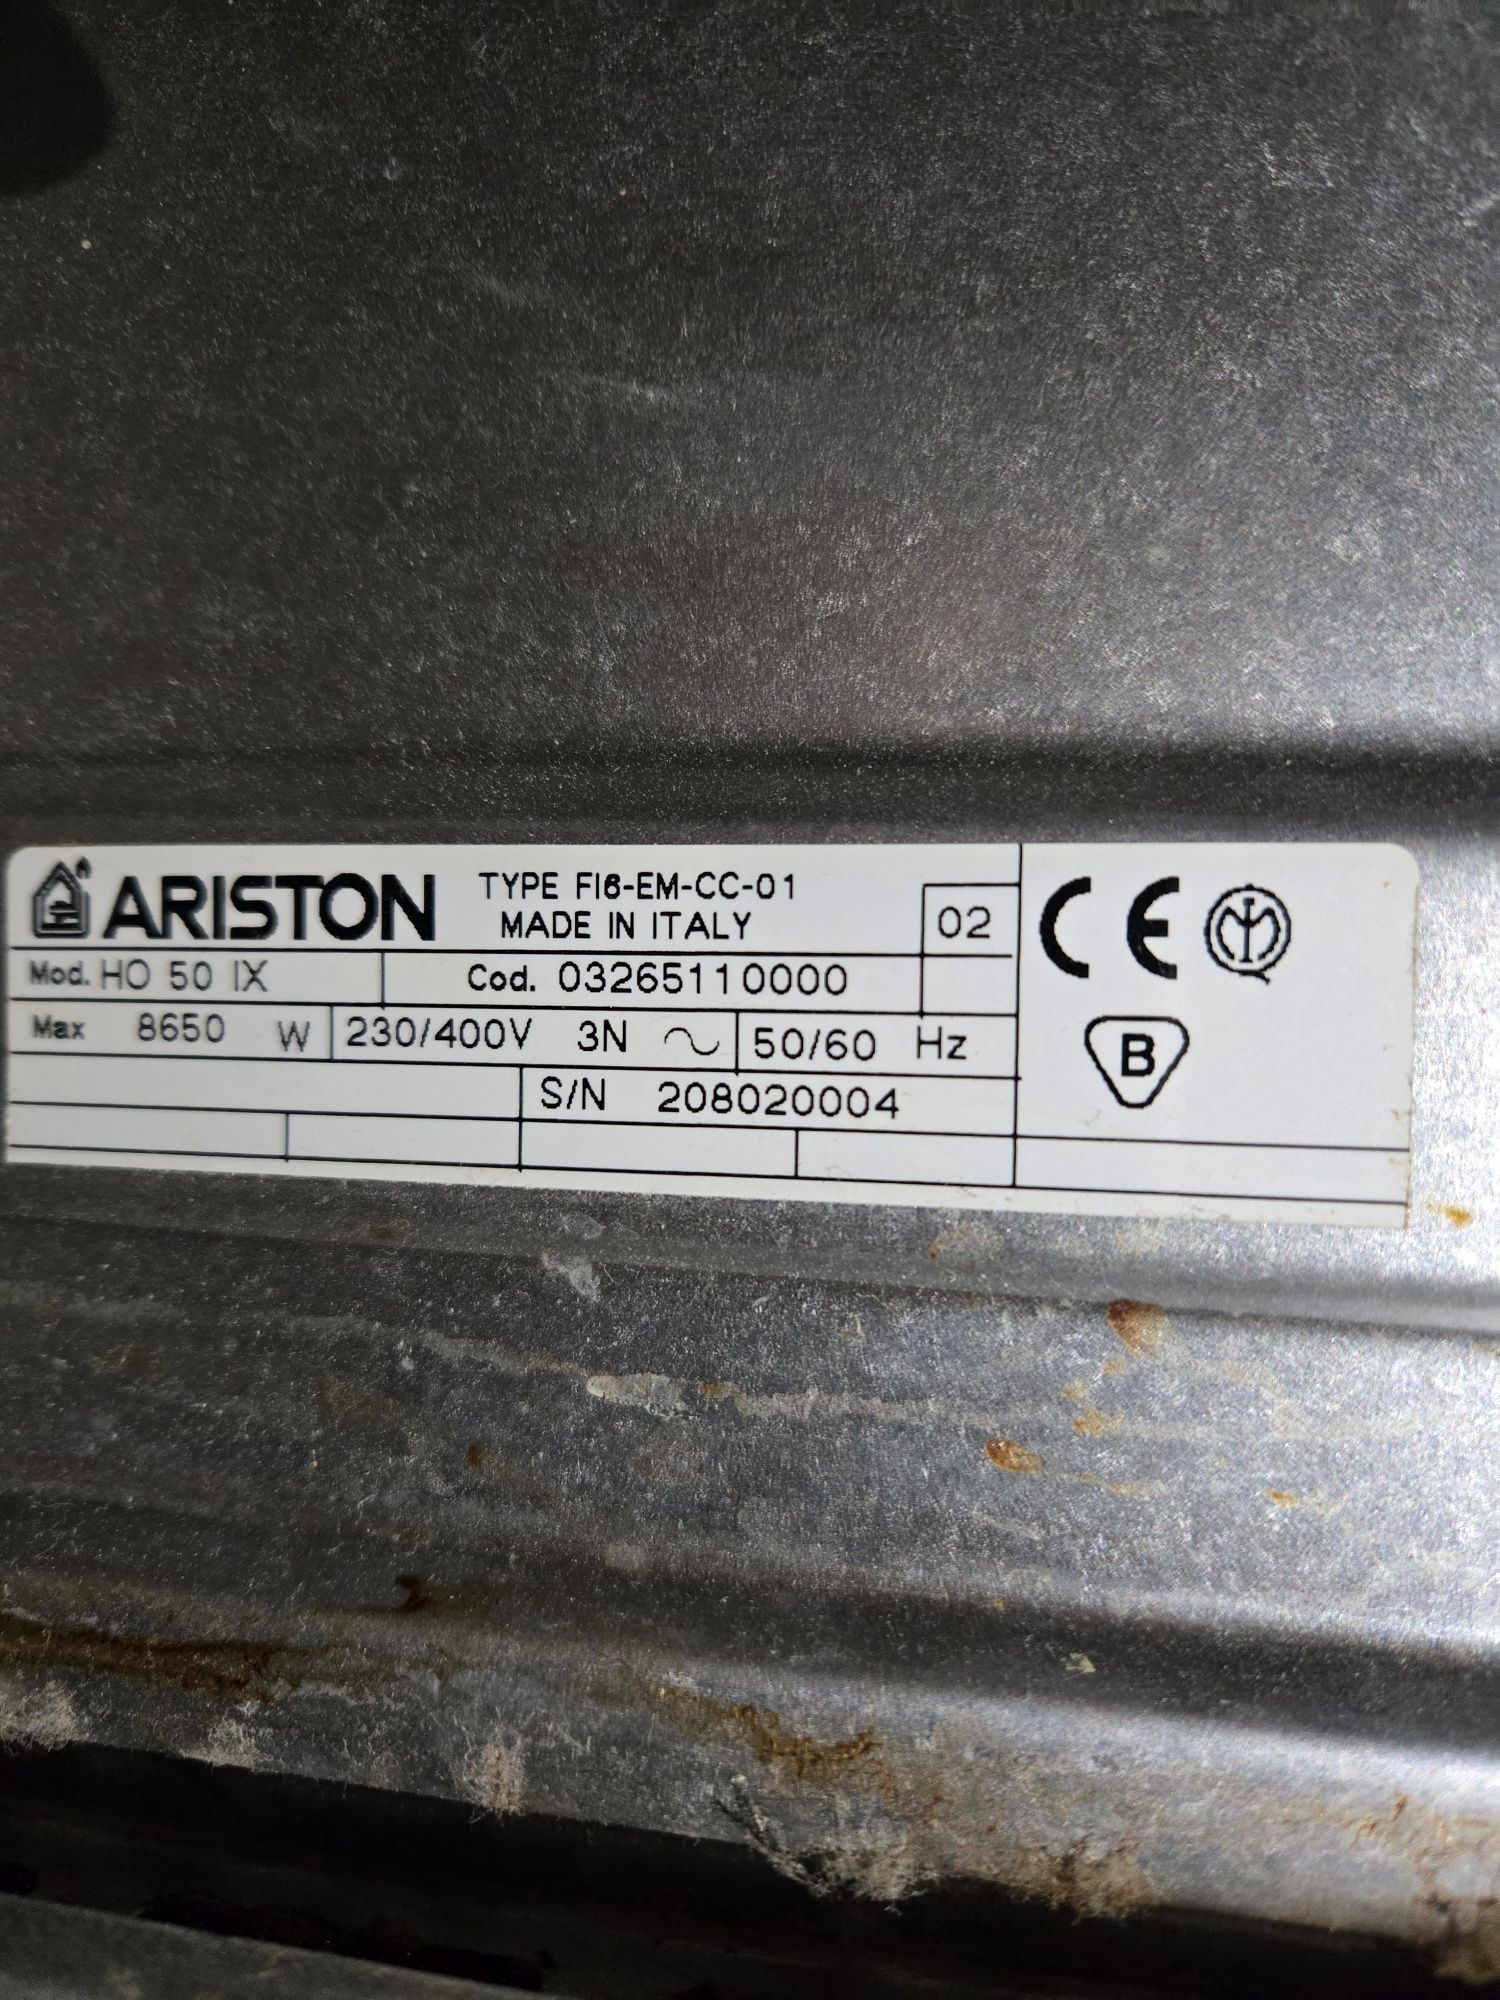 ARISTON TYPE FI6-EM-CC-01
MADE IN ITALY 02
Mod. HO 50 IX Cod. 03265110000
Max 8650 W 230/400V 3N ~ 50/60 Hz
S/N 208020004
CE
B